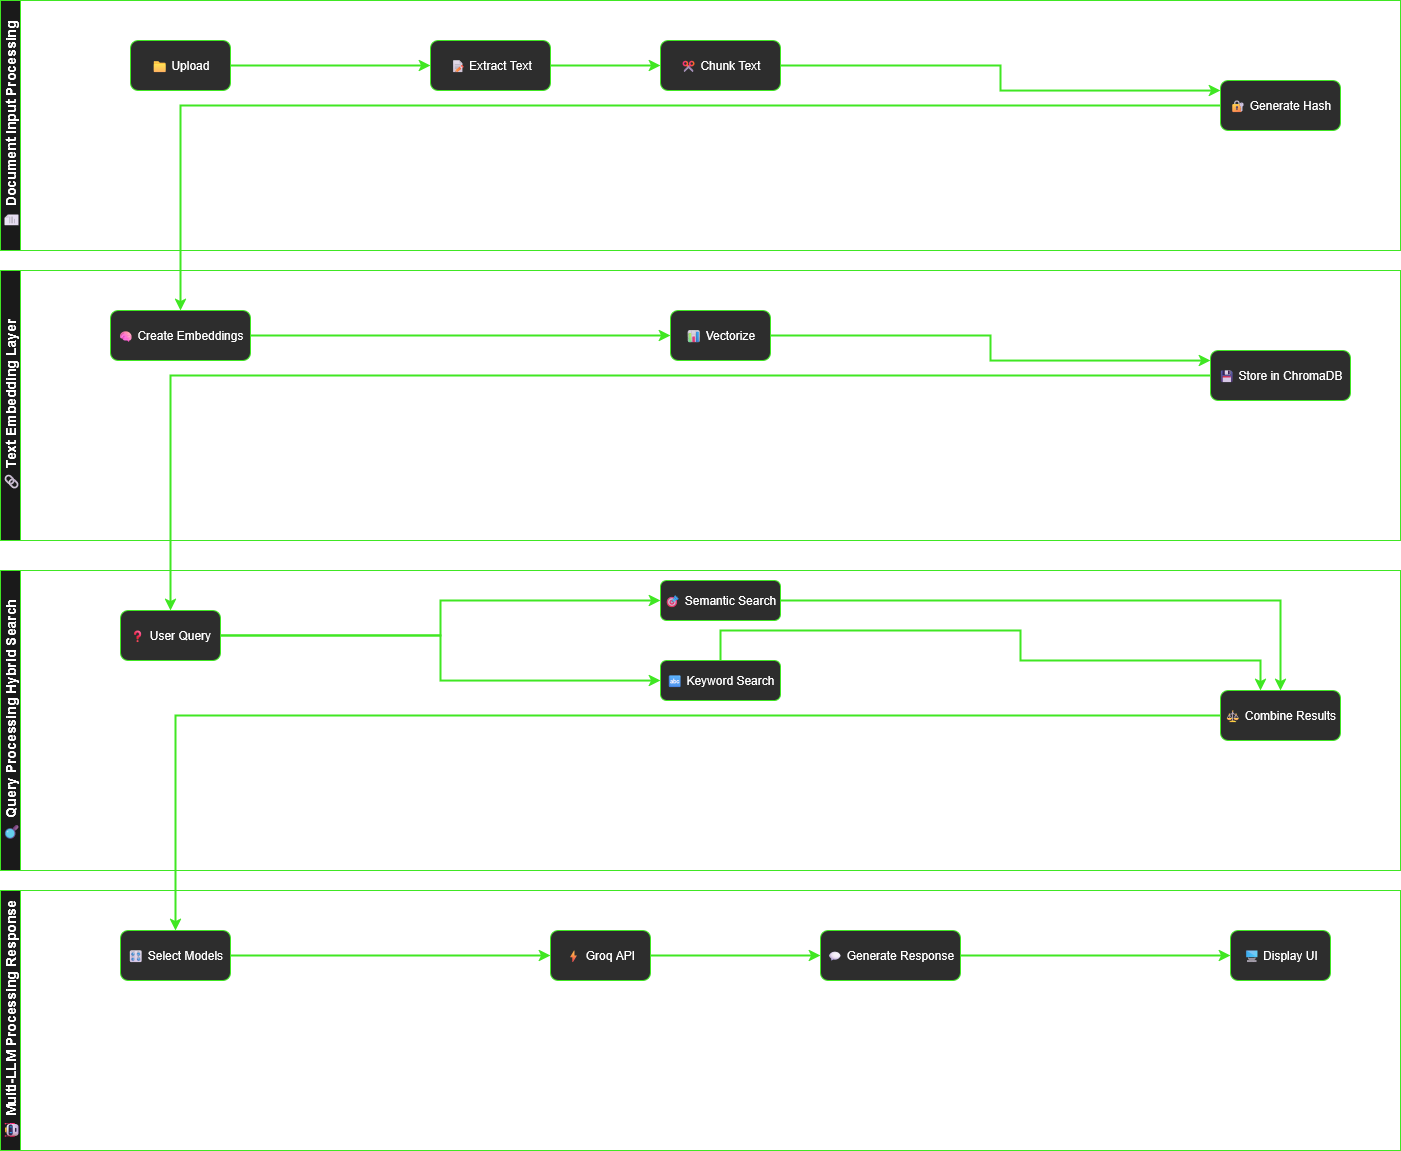 Document Input Processing
Upload
Extract Text
Chunk Text
Generate Hash
Text Embedding Layer
Create Embeddings
Vectorize
Store in ChromaDB
Query Processing Hybrid Search
User Query
Semantic Search
abc
Keyword Search
Combine Results
Multi-LLM Processing Response
Select Models
Groq API
Generate Response
Display UI